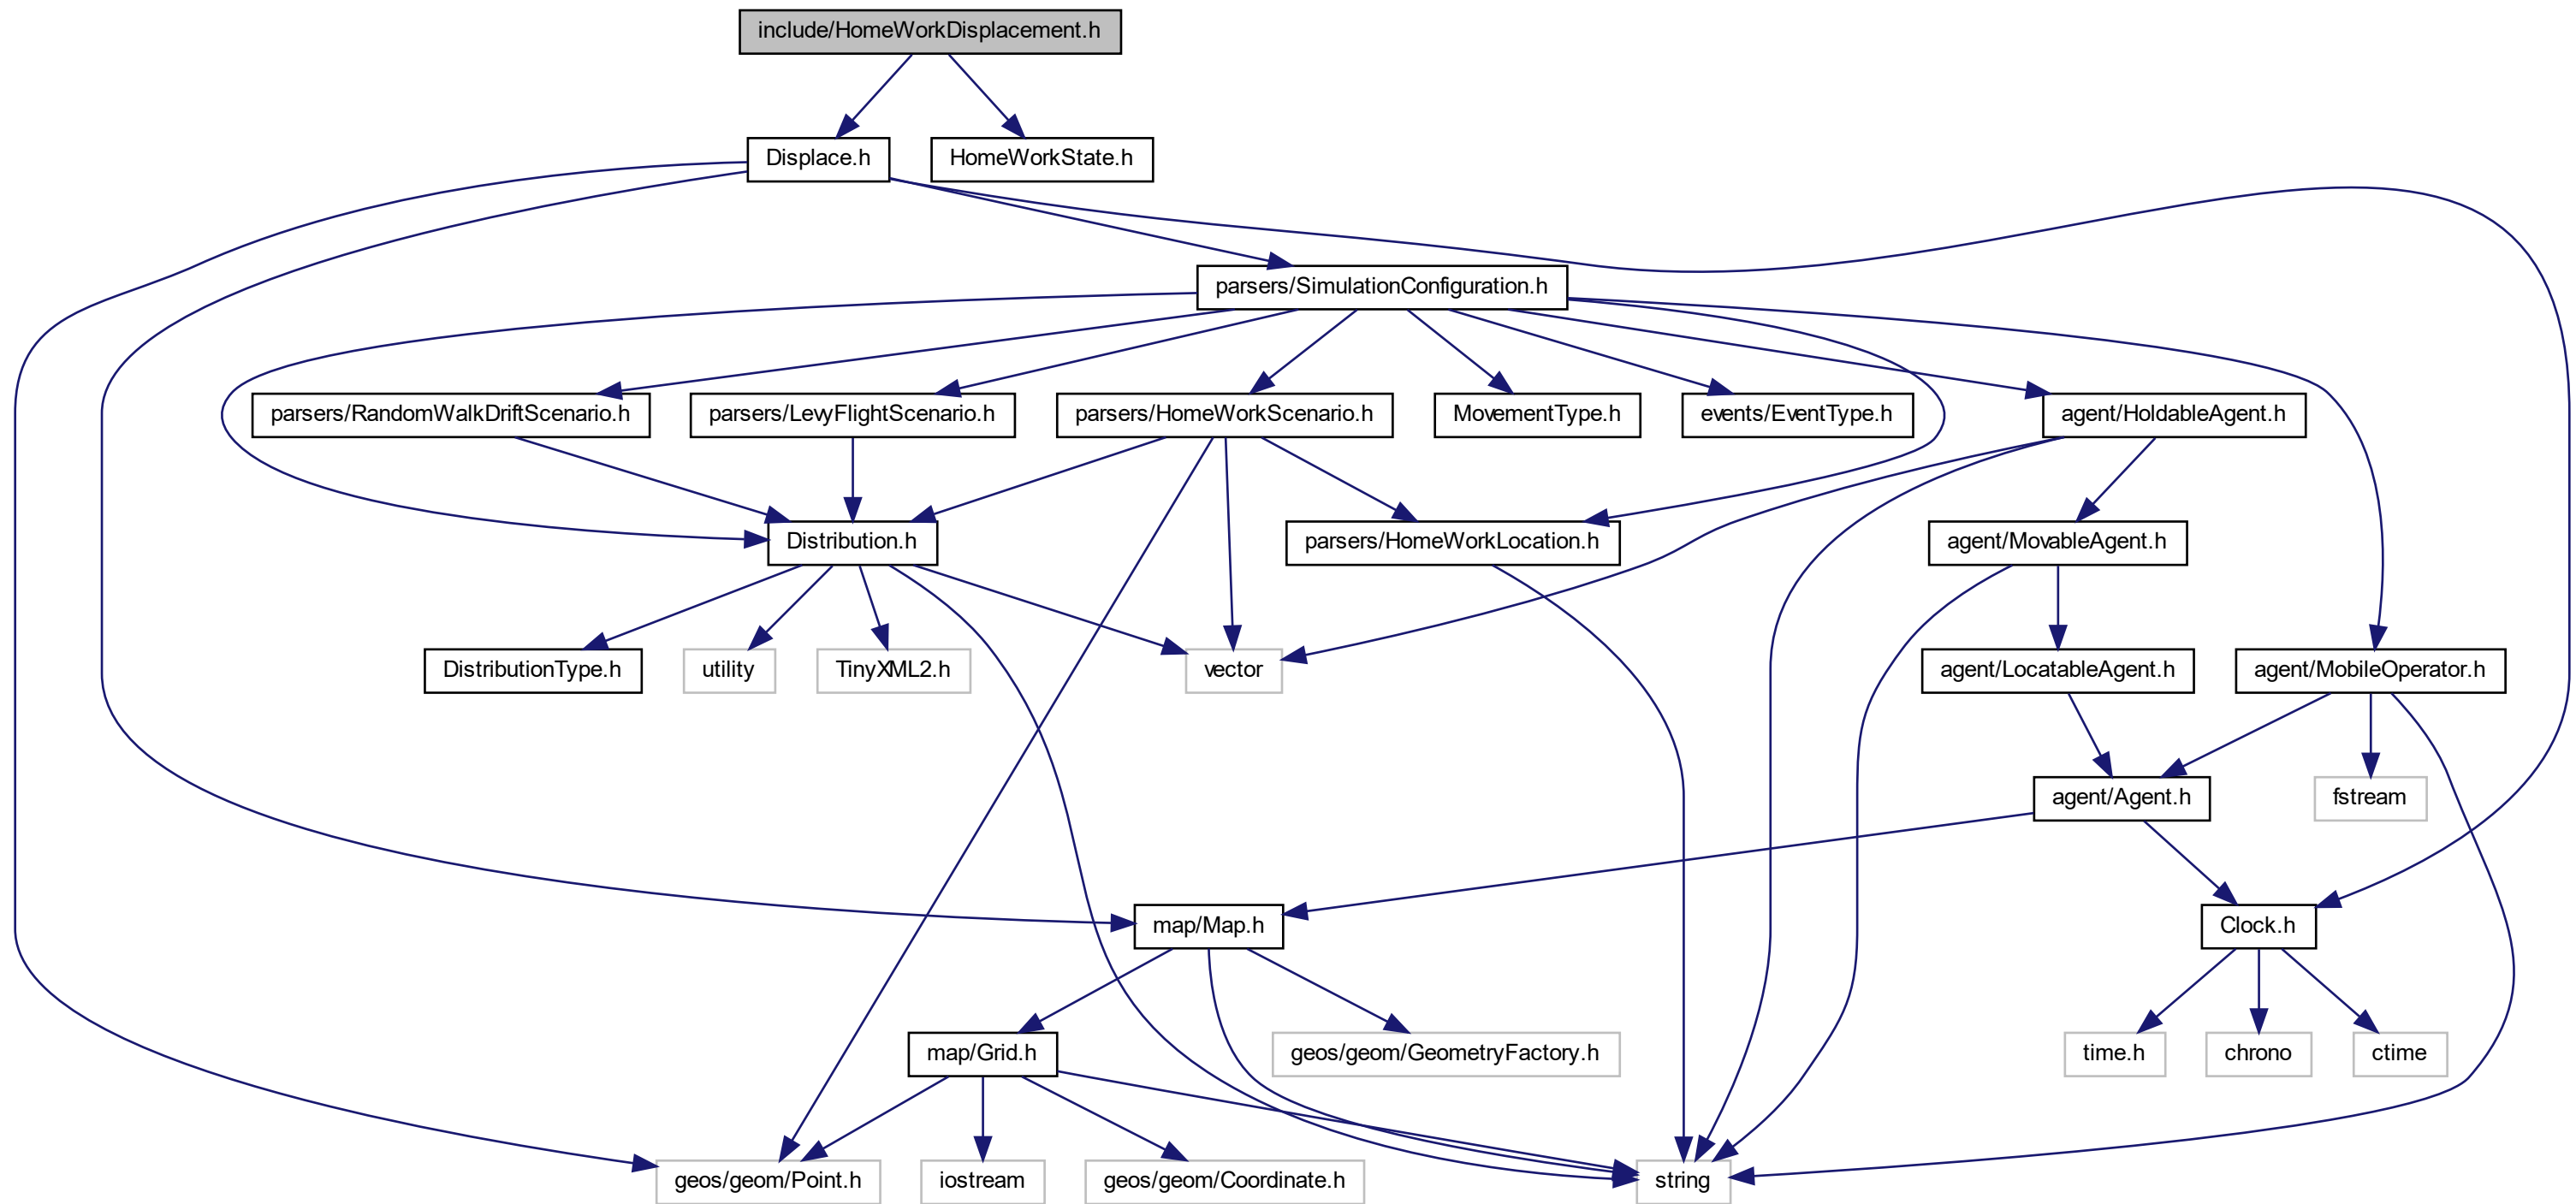 include/HomeWorkDisplacement.h
Displace.h
HomeWorkState.h
parsers/SimulationConfiguration.h
parsers/RandomWalkDriftScenario.h
parsers/LevyFlightScenario.h
parsers/HomeWorkScenario.h
MovementType.h
events/EventType.h
agent/HoldableAgent.h
Distribution.h
parsers/HomeWorkLocation.h
agent/MovableAgent.h
DistributionType.h
utility
TinyXML2.h
vector
agent/LocatableAgent.h
agent/MobileOperator.h
agent/Agent.h
fstream
map/Map.h
Clock.h
map/Grid.h
geos/geom/GeometryFactory.h
time.h
chrono
ctime
geos/geom/Point.h
iostream
geos/geom/Coordinate.h
string